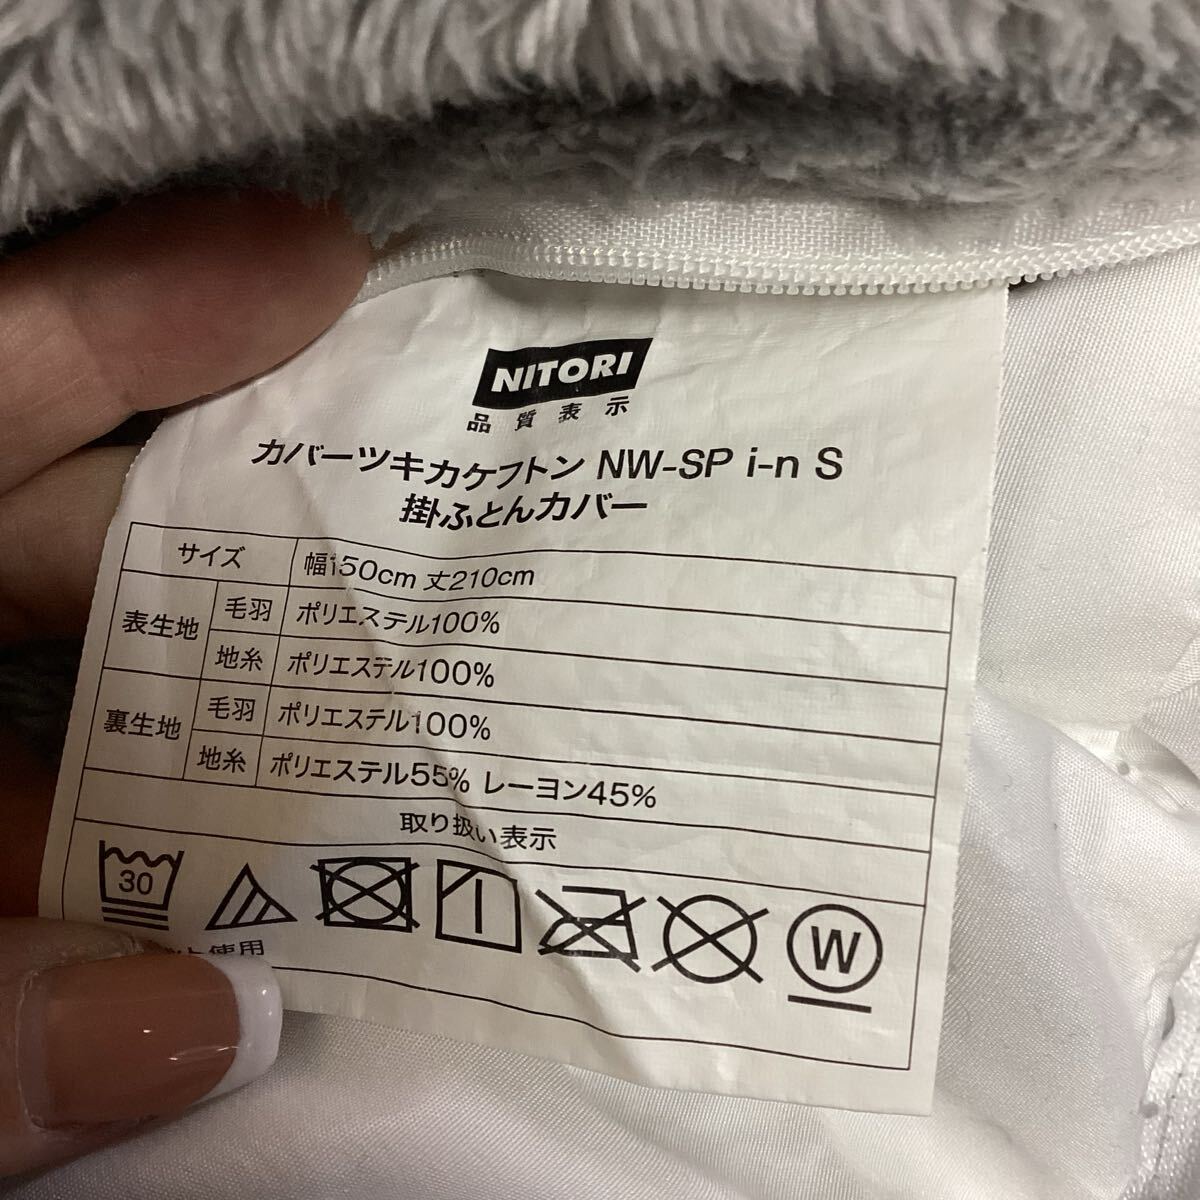 NITORI
品質表示
カバーツキカケフトン NW-SP i-n S
掛ふとんカバー
サイズ 幅150cm 丈210cm
表生地 毛羽 ポリエステル100%
地糸 ポリエステル100%
裏生地 毛羽 ポリエステル100%
地糸 ポリエステル55% レーヨン45%
取り扱い表示
30
W
使用